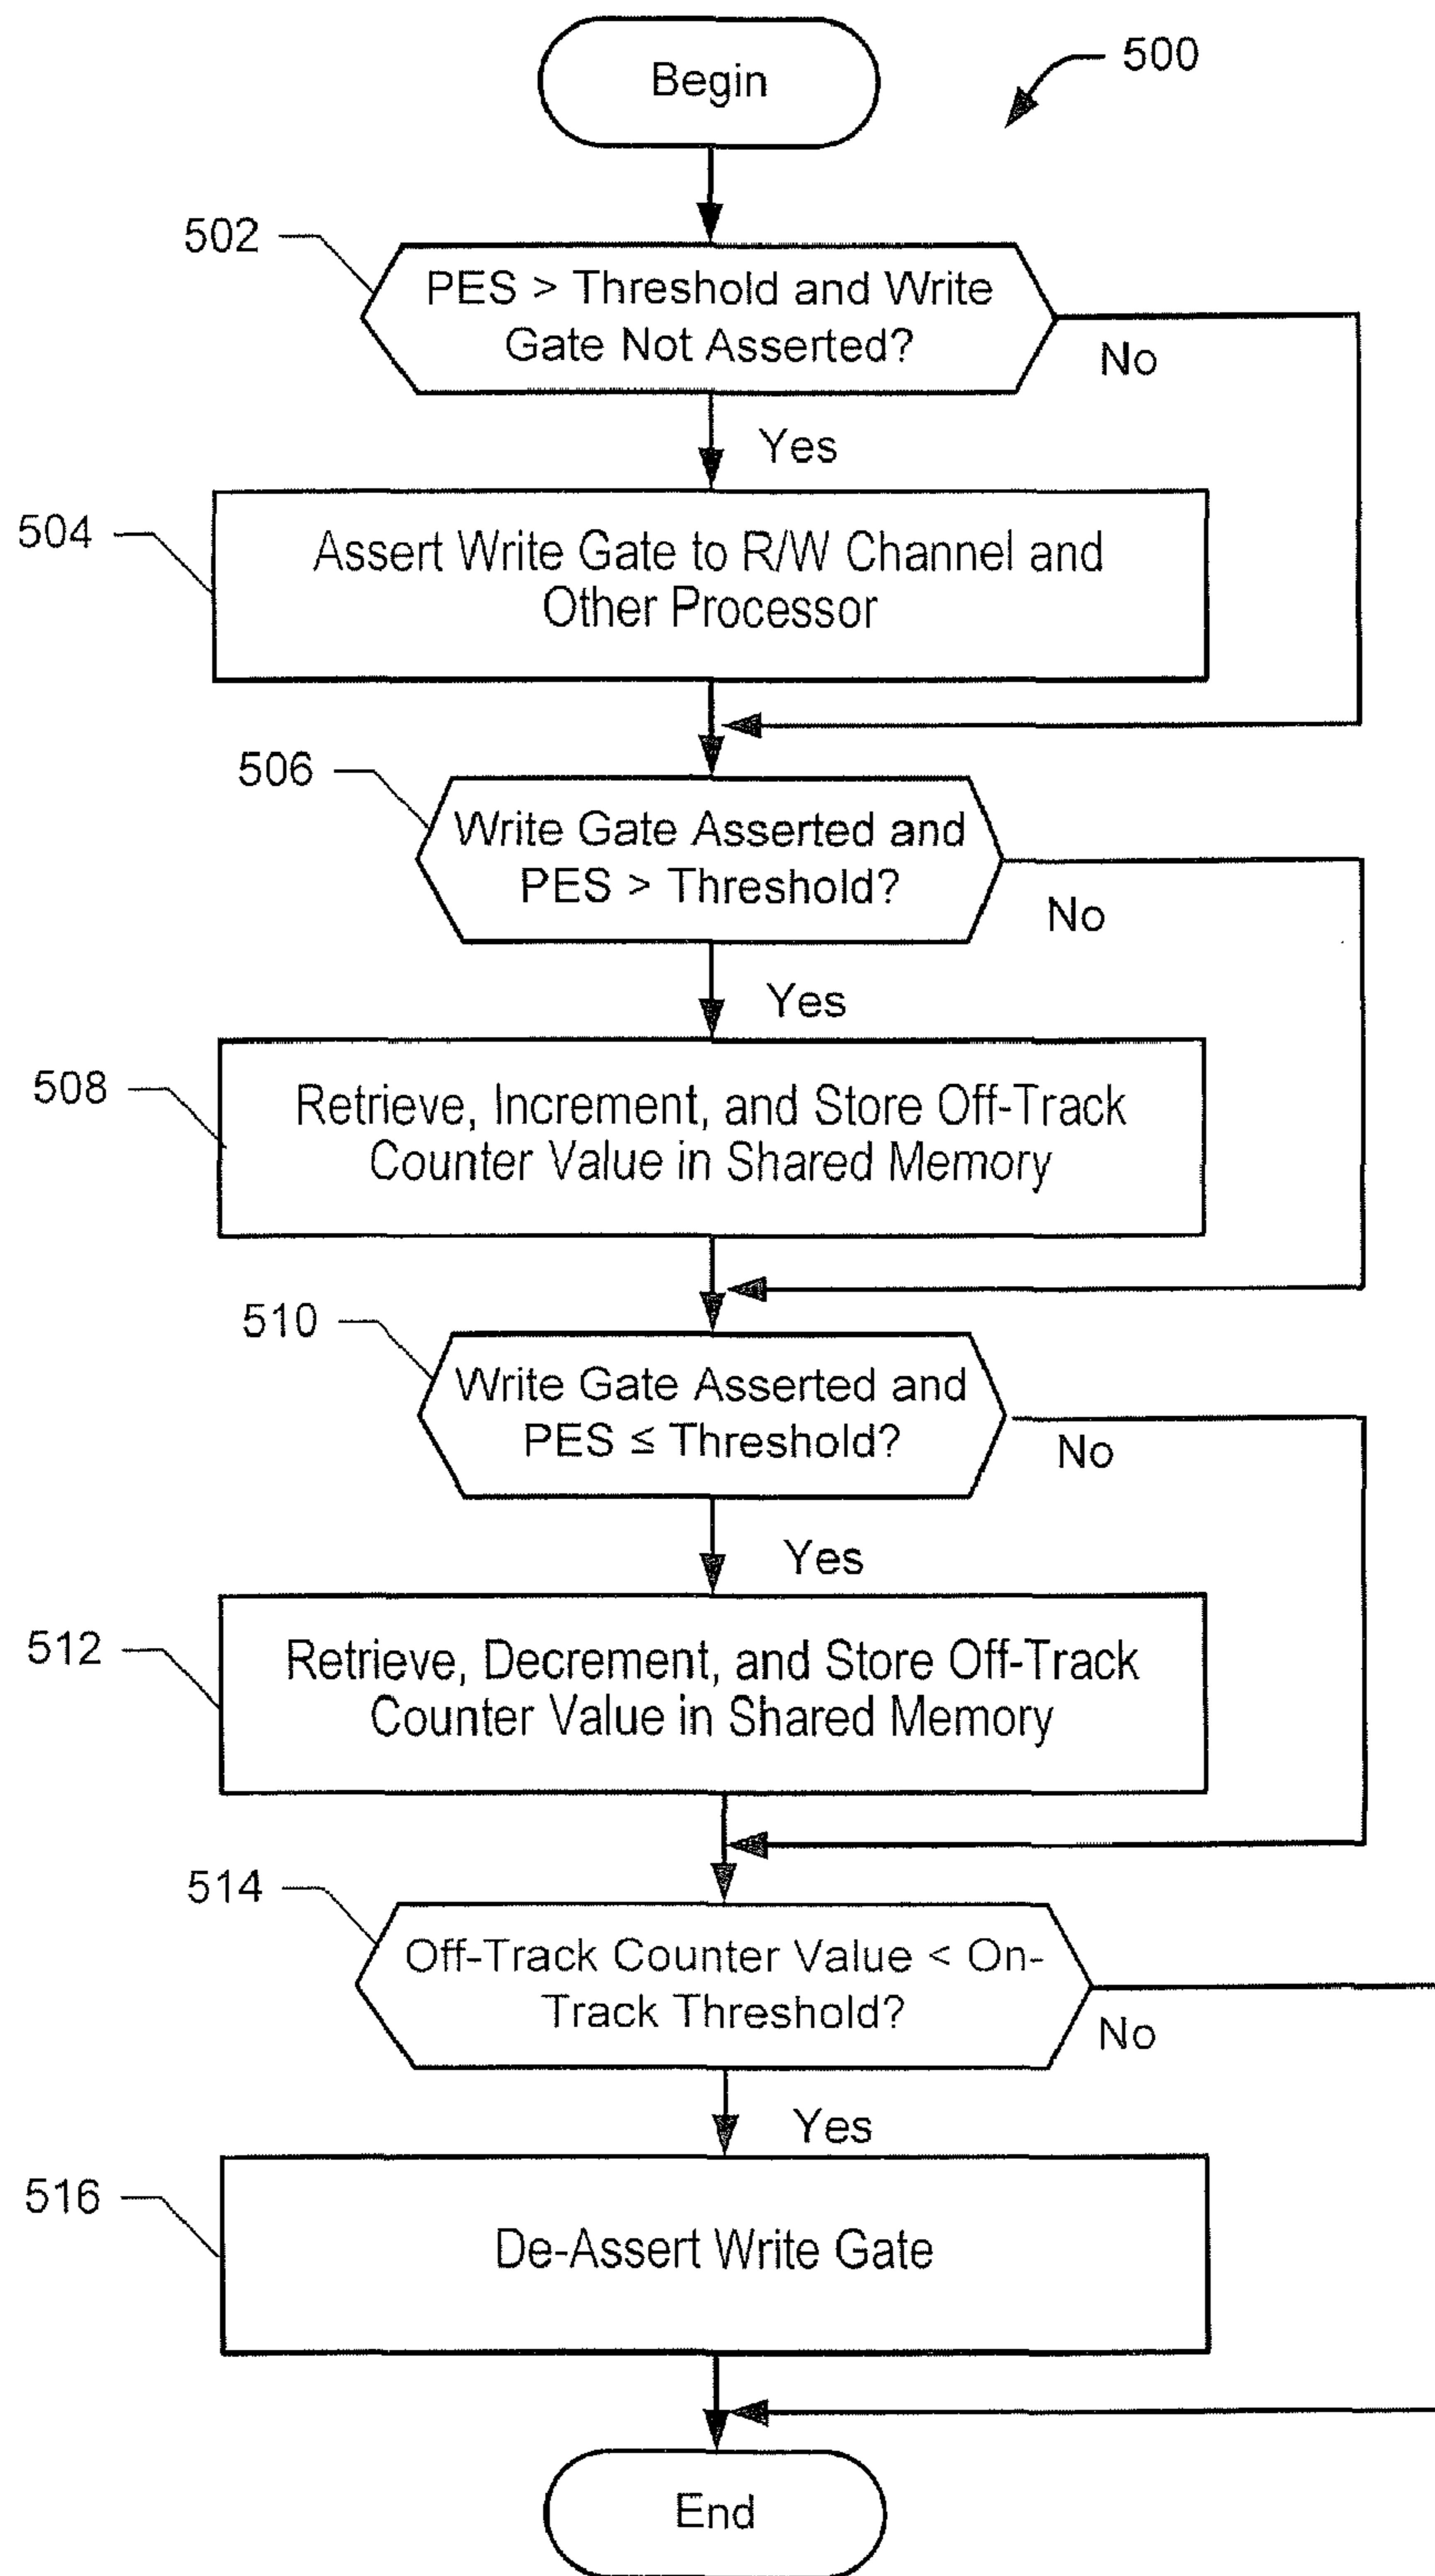 Begin
500
502
PES > Threshold and Write
Gate Not Asserted?
No
Yes
504
Assert Write Gate to R/W Channel and
Other Processor
506
Write Gate Asserted and
PES > Threshold?
No
Yes
508
Retrieve, Increment, and Store Off-Track
Counter Value in Shared Memory
510
Write Gate Asserted and
PES ≤ Threshold?
No
Yes
512
Retrieve, Decrement, and Store Off-Track
Counter Value in Shared Memory
514
Off-Track Counter Value < On-
Track Threshold?
No
Yes
516
De-Assert Write Gate
End